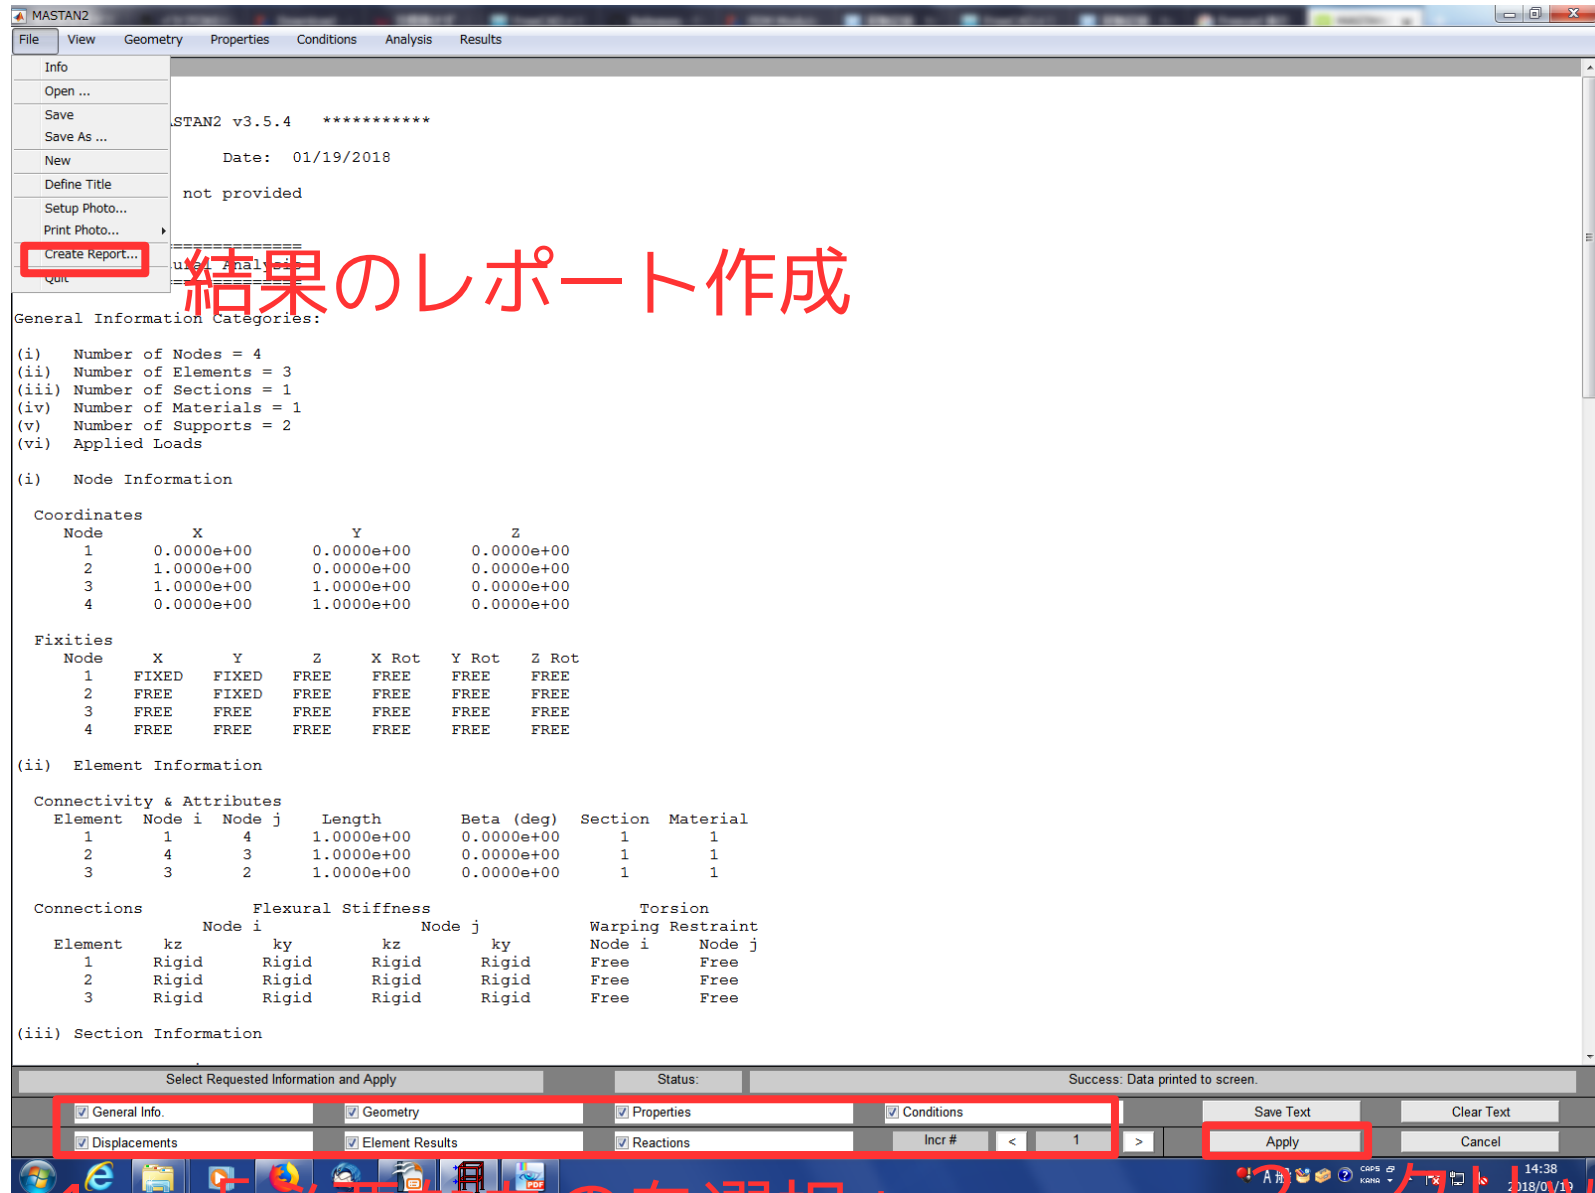 MASTAN2
File View Geometry Properties Conditions Analysis Results
Info
Open ...
Save
Save As ...
New
Define Title
Setup Photo...
Print Photo...
Create Report...
Quit
結果のレポート作成
STAN2 v3.5.4 ***********
Date: 01/19/2018
not provided
===============
ural Analysis
===============
General Information Categories:
(i) Number of Nodes = 4
(ii) Number of Elements = 3
(iii) Number of Sections = 1
(iv) Number of Materials = 1
(v) Number of Supports = 2
(vi) Applied Loads
(i) Node Information
Coordinates
Node X Y Z
1 0.0000e+00 0.0000e+00 0.0000e+00
2 1.0000e+00 0.0000e+00 0.0000e+00
3 1.0000e+00 1.0000e+00 0.0000e+00
4 0.0000e+00 1.0000e+00 0.0000e+00
Fixities
Node X Y Z X Rot Y Rot Z Rot
1 FIXED FIXED FREE FREE FREE FREE
2 FREE FIXED FREE FREE FREE FREE
3 FREE FREE FREE FREE FREE FREE
4 FREE FREE FREE FREE FREE FREE
(ii) Element Information
Connectivity & Attributes
Element Node i Node j Length Beta (deg) Section Material
1 1 4 1.0000e+00 0.0000e+00 1 1
2 4 3 1.0000e+00 0.0000e+00 1 1
3 3 2 1.0000e+00 0.0000e+00 1 1
Connections Flexural Stiffness Torsion
Node i Node j Warping Restraint
Element kz ky kz ky Node i Node j
1 Rigid Rigid Rigid Rigid Free Free
2 Rigid Rigid Rigid Rigid Free Free
3 Rigid Rigid Rigid Rigid Free Free
(iii) Section Information
Select Requested Information and Apply Status: Success: Data printed to screen.
General Info. Geometry Properties Conditions Save Text Clear Text
Displacements Element Results Reactions Incr # < 1 > Apply Cancel
CAPS
KANA
14:38
2018/01/19